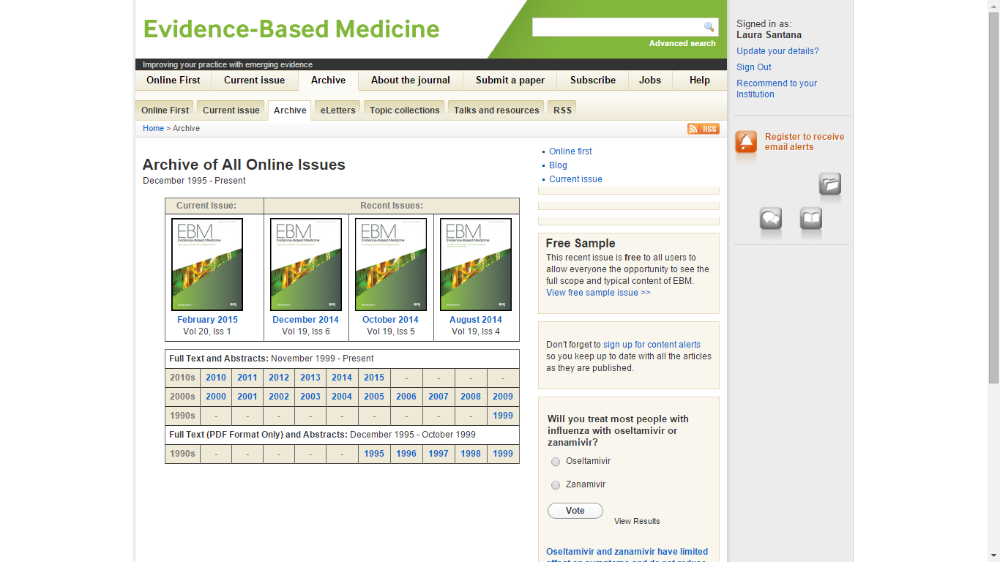 Evidence-Based Medicine
Advanced search
Improving your practice with emerging evidence
Online First Current issue Archive About the journal Submit a paper Subscribe Jobs Help
Online First Current issue Archive eLetters Topic collections Talks and resources RSS
Home > Archive
RSS
Archive of All Online Issues
December 1995 - Present
Current Issue: Recent Issues:
EBM EBM EBM EBM
Evidence-Based Medicine Evidence-Based Medicine Evidence-Based Medicine Evidence-Based Medicine
BMJ BMJ BMJ BMJ
February 2015 December 2014 October 2014 August 2014
Vol 20, Iss 1 Vol 19, Iss 6 Vol 19, Iss 5 Vol 19, Iss 4
Full Text and Abstracts: November 1999 - Present
2010s 2010 2011 2012 2013 2014 2015 - - - -
2000s 2000 2001 2002 2003 2004 2005 2006 2007 2008 2009
1990s - - - - - - - - - 1999
Full Text (PDF Format Only) and Abstracts: December 1995 - October 1999
1990s - - - - - 1995 1996 1997 1998 1999
Online first
Blog
Current issue
Free Sample
This recent issue is free to all users to
allow everyone the opportunity to see the
full scope and typical content of EBM.
View free sample issue >>
Don't forget to sign up for content alerts
so you keep up to date with all the articles
as they are published.
Will you treat most people with
influenza with oseltamivir or
zanamivir?
Oseltamivir
Zanamivir
Vote
View Results
Oseltamivir and zanamivir have limited
effect on symptoms and do not reduce
Signed in as:
Laura Santana
Update your details?
Sign Out
Recommend to your
Institution
Register to receive
email alerts